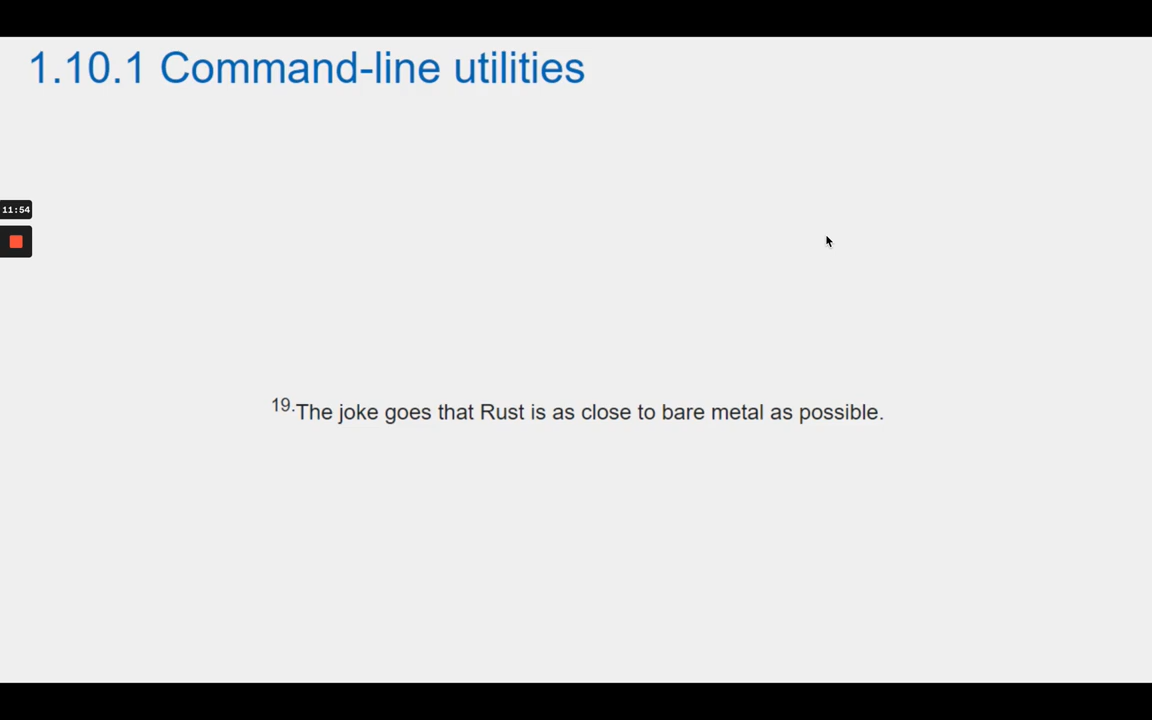 1.10.1 Command-line utilities
11:54
19.The joke goes that Rust is as close to bare metal as possible.